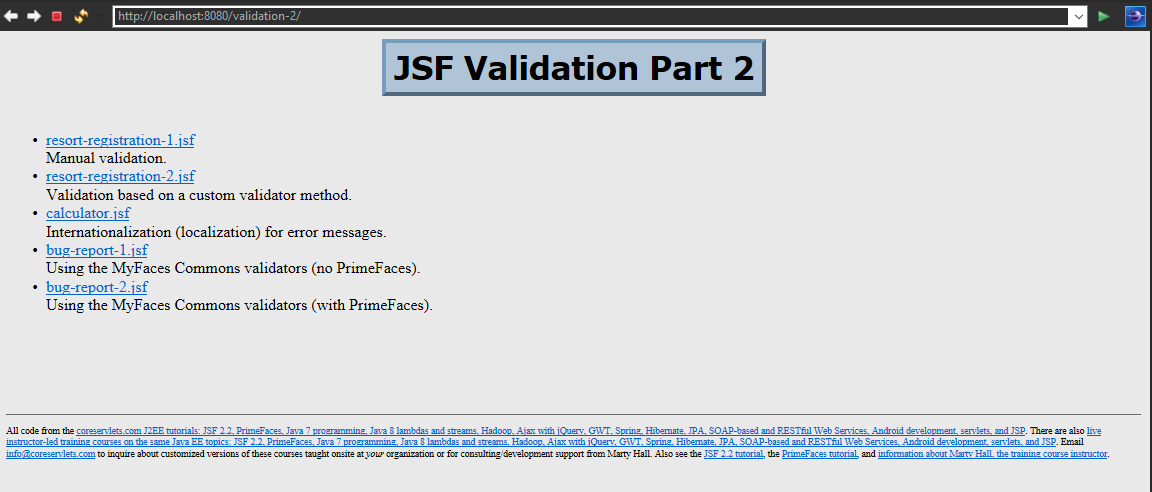 http://localhost:8080/validation-2/
JSF Validation Part 2
• resort-registration-1.jsf
Manual validation.
• resort-registration-2.jsf
Validation based on a custom validator method.
• calculator.jsf
Internationalization (localization) for error messages.
• bug-report-1.jsf
Using the MyFaces Commons validators (no PrimeFaces).
• bug-report-2.jsf
Using the MyFaces Commons validators (with PrimeFaces).
All code from the coreservlets.com J2EE tutorials: JSF 2.2, PrimeFaces, Java 7 programming, Java 8 lambdas and streams, Hadoop, Ajax with jQuery, GWT, Spring, Hibernate, JPA, SOAP-based and RESTful Web Services, Android development, servlets, and JSP. There are also live
instructor-led training courses on the same Java EE topics: JSF 2.2, PrimeFaces, Java 7 programming, Java 8 lambdas and streams, Hadoop, Ajax with jQuery, GWT, Spring, Hibernate, JPA, SOAP-based and RESTful Web Services, Android development, servlets, and JSP. Email
info@coreservlets.com to inquire about customized versions of these courses taught onsite at your organization or for consulting/development support from Marty Hall. Also see the JSF 2.2 tutorial, the PrimeFaces tutorial, and information about Marty Hall, the training course instructor.